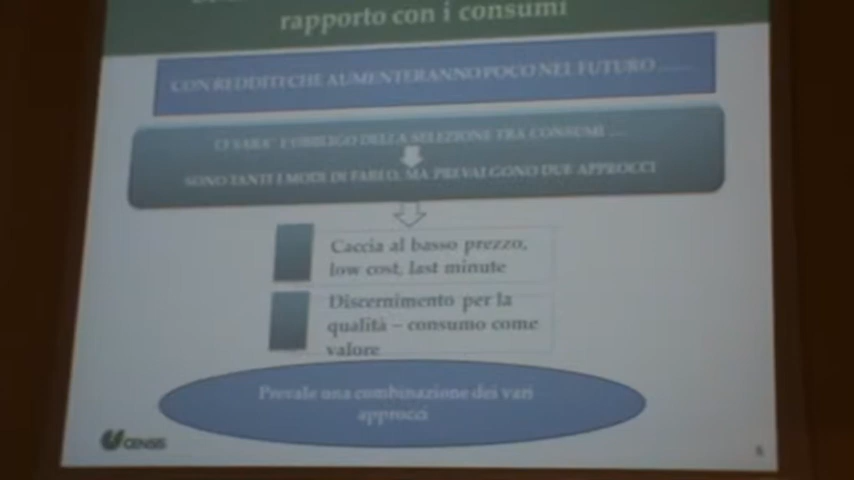 rapporto con i consumi
CON REDDITI CHE AUMENTERANNO POCO NEL FUTURO ……
CI SARA' L'OBBLIGO DELLA SELEZIONE TRA CONSUMI ....
SONO TANTI I MODI DI FARLO, MA PREVALGONO DUE APPROCCI
Caccia al basso prezzo,
low cost, last minute
Discernimento per la
qualità – consumo come
valore
Prevale una combinazione dei vari
approcci
CENSIS
8